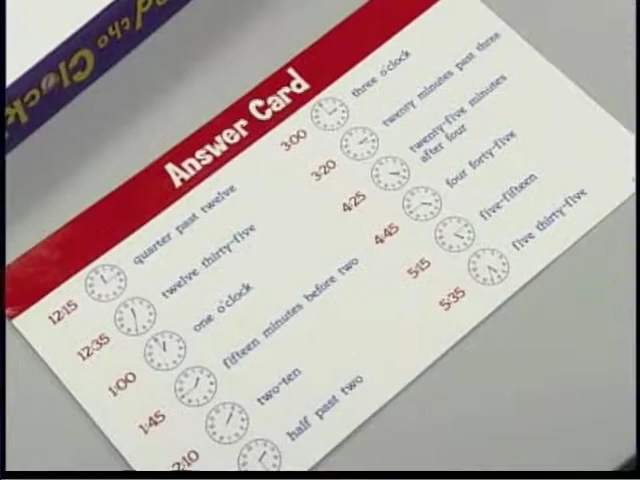 the Clock
Answer Card
12:15 quarter past twelve
12:35 twelve thirty-five
1:00 one o'clock
1:45 fifteen minutes before two
2:10 two-ten
half past two
3:00 three o'clock
3:20 twenty minutes past three
4:25 twenty-five minutes
after four
4:45 four forty-five
5:15 five-fifteen
5:35 five thirty-five